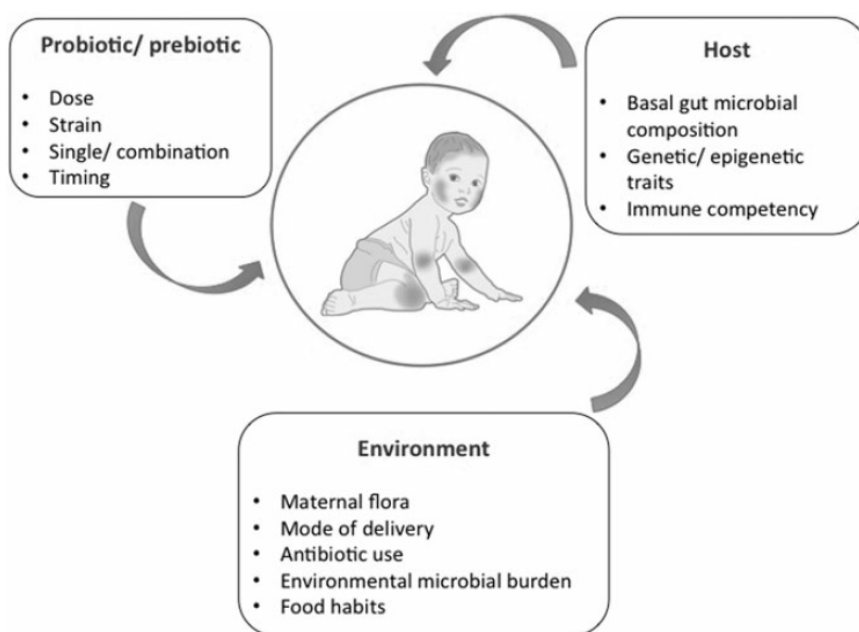 Probiotic/ prebiotic
• Dose
• Strain
• Single/ combination
• Timing
Host
• Basal gut microbial
composition
• Genetic/ epigenetic
traits
• Immune competency
Environment
• Maternal flora
• Mode of delivery
• Antibiotic use
• Environmental microbial burden
• Food habits